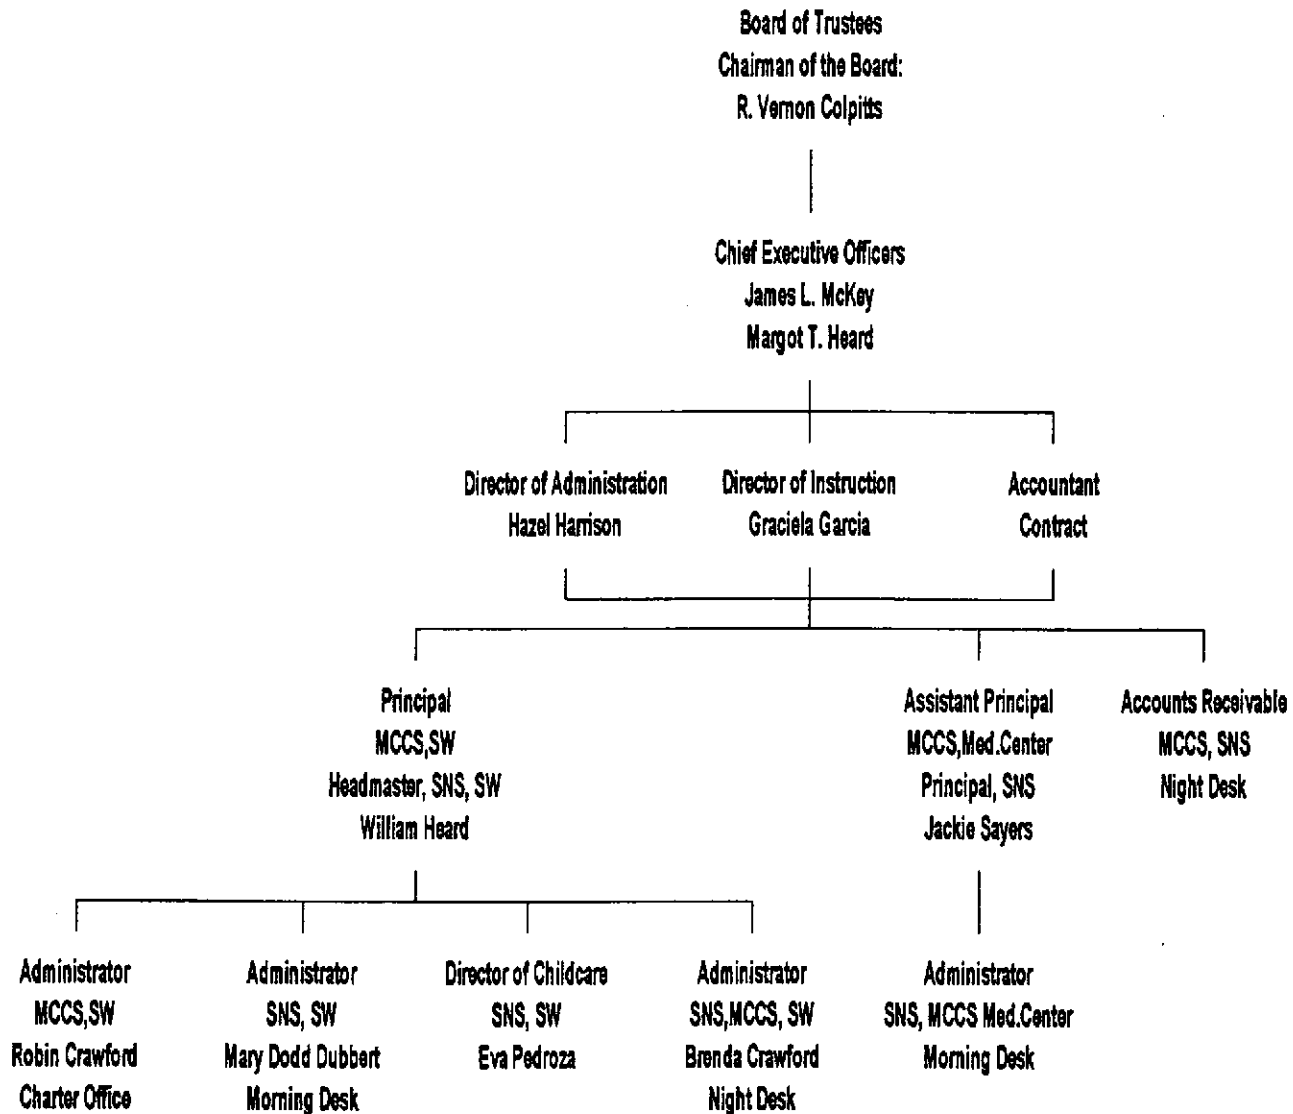 Board of Trustees
Chairman of the Board:
R. Vernon Colpitts
Chief Executive Officers
James L. McKey
Margot T. Heard
Director of Administration
Hazel Harrison
Director of Instruction
Graciela Garcia
Accountant
Contract
Principal
MCCS,SW
Headmaster, SNS, SW
William Heard
Assistant Principal
MCCS,Med.Center
Principal, SNS
Jackie Sayers
Accounts Receivable
MCCS, SNS
Night Desk
Administrator
MCCS,SW
Robin Crawford
Charter Office
Administrator
SNS, SW
Mary Dodd Dubbert
Morning Desk
Director of Childcare
SNS, SW
Eva Pedroza
Administrator
SNS,MCCS, SW
Brenda Crawford
Night Desk
Administrator
SNS, MCCS Med.Center
Morning Desk